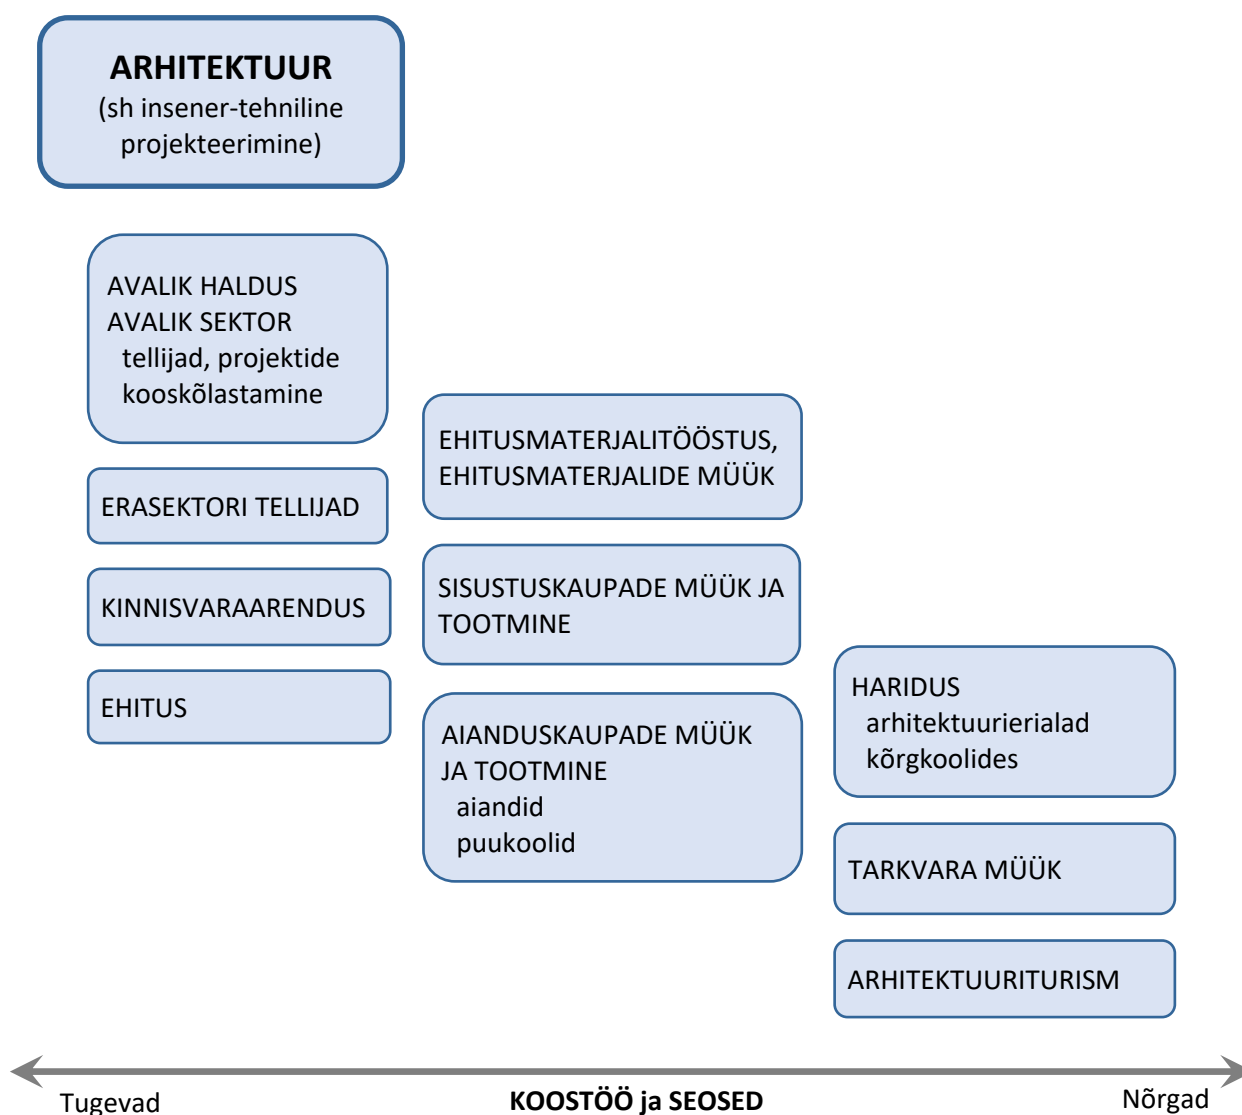 ARHITEKTUUR
(sh insener-tehniline
projekteerimine)
AVALIK HALDUS
AVALIK SEKTOR
tellijad, projektide
kooskõlastamine
ERASEKTORI TELLIJAD
KINNISVARAARENDUS
EHITUS
EHITUSMATERJALITÖÖSTUS,
EHITUSMATERJALIDE MÜÜK
SISUSTUSKAUPADE MÜÜK JA
TOOTMINE
AIANDUSKAUPADE MÜÜK
JA TOOTMINE
aiandid
puukoolid
HARIDUS
arhitektuurierialad
kõrgkoolides
TARKVARA MÜÜK
ARHITEKTUURITURISM
Tugevad
KOOSTÖÖ ja SEOSED
Nõrgad